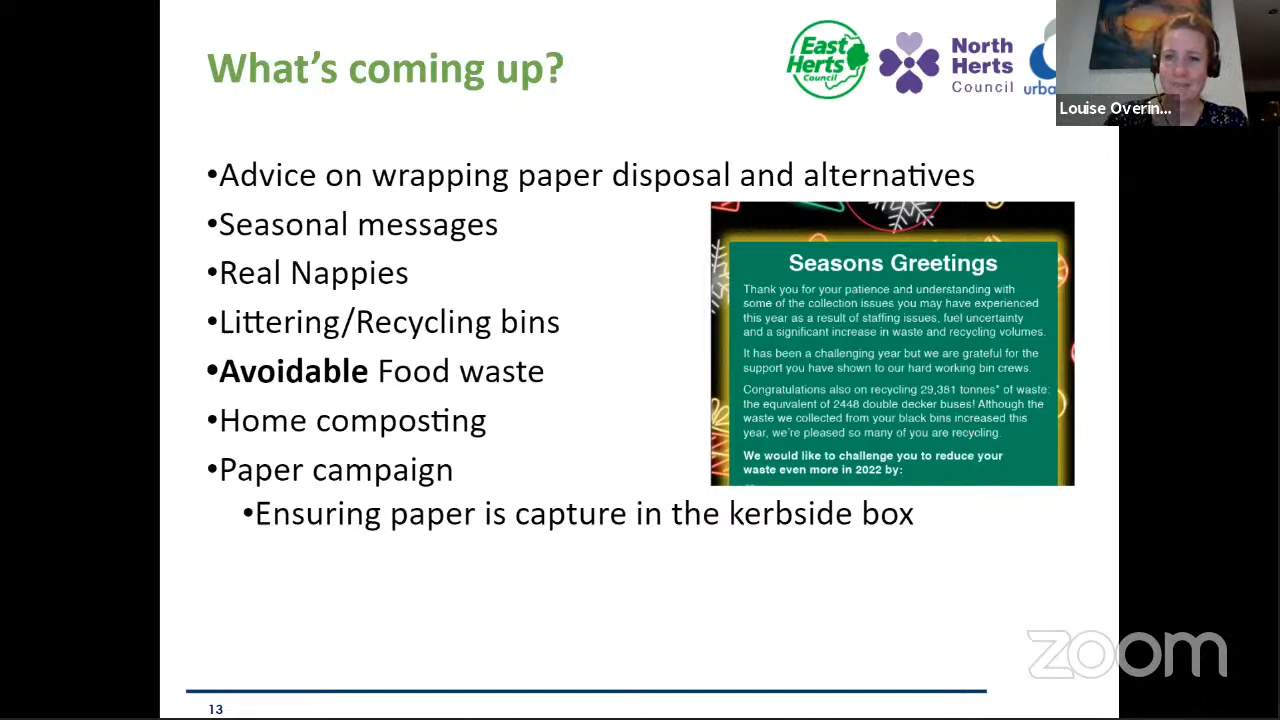 What's coming up?
East
Herts
Council
North
Herts
Council
urba
Louise Overin...
•Advice on wrapping paper disposal and alternatives
•Seasonal messages
•Real Nappies
•Littering/Recycling bins
•Avoidable Food waste
•Home composting
•Paper campaign
•Ensuring paper is capture in the kerbside box
Seasons Greetings
Thank you for your patience and understanding with
some of the collection issues you may have experienced
this year as a result of staffing issues, fuel uncertainty
and a significant increase in waste and recycling volumes.
It has been a challenging year but we are grateful for the
support you have shown to our hard working bin crews.
Congratulations also on recycling 29,381 tonnes* of waste:
the equivalent of 2448 double decker buses! Although the
waste we collected from your black bins increased this
year, we're pleased so many of you are recycling.
We would like to challenge you to reduce your
waste even more in 2022 by:
zoom
13